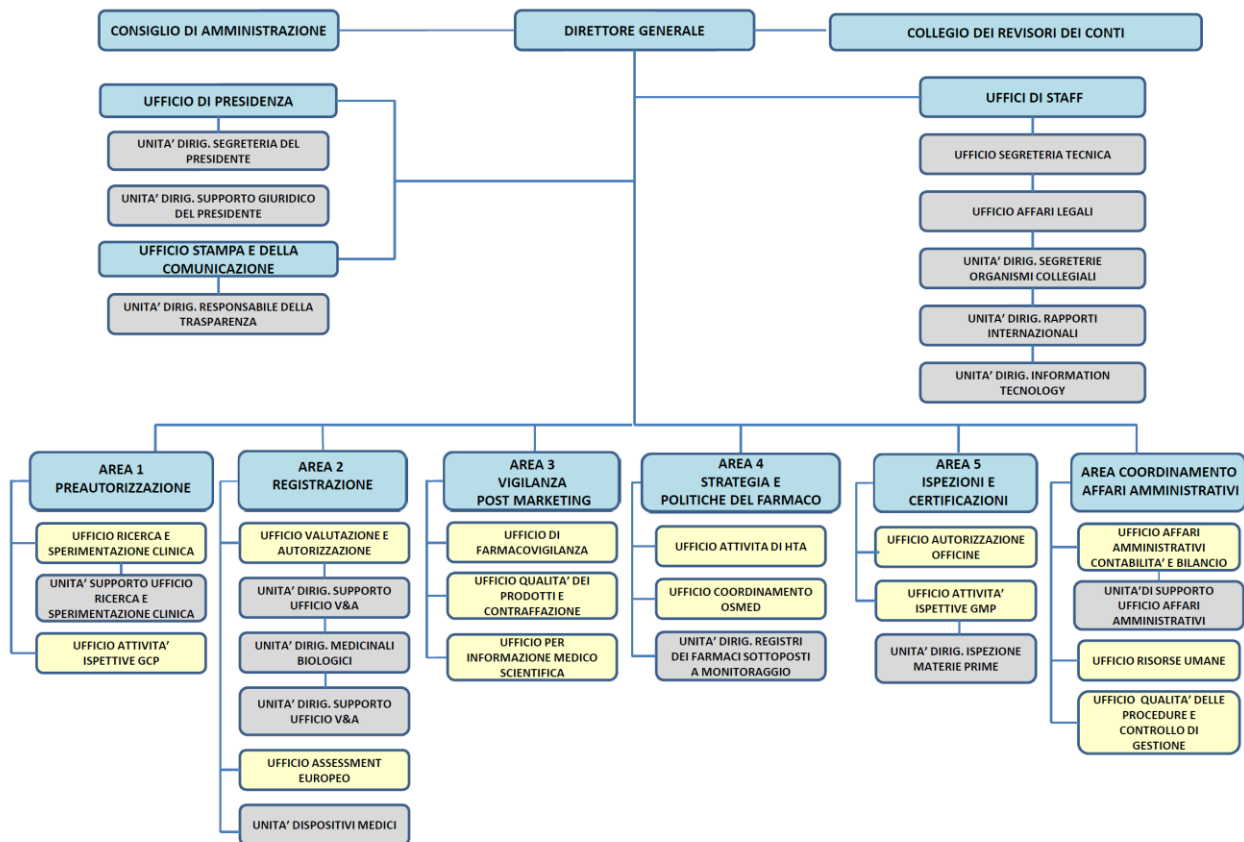 CONSIGLIO DI AMMINISTRAZIONE
DIRETTORE GENERALE
COLLEGIO DEI REVISORI DEI CONTI
UFFICIO DI PRESIDENZA
UNITA’ DIRIG. SEGRETERIA DEL
PRESIDENTE
UNITA’ DIRIG. SUPPORTO GIURIDICO
DEL PRESIDENTE
UFFICIO STAMPA E DELLA
COMUNICAZIONE
UNITA’ DIRIG. RESPONSABILE DELLA
TRASPARENZA
UFFICI DI STAFF
UFFICIO SEGRETERIA TECNICA
UFFICIO AFFARI LEGALI
UNITA’ DIRIG. SEGRETERIE
ORGANISMI COLLEGIALI
UNITA’ DIRIG. RAPPORTI
INTERNAZIONALI
UNITA’ DIRIG. INFORMATION
TECNOLOGY
AREA 1
PREAUTORIZZAZIONE
UFFICIO RICERCA E
SPERIMENTAZIONE CLINICA
UNITA’ SUPPORTO UFFICIO
RICERCA E
SPERIMENTAZIONE CLINICA
UFFICIO ATTIVITA’
ISPETTIVE GCP
AREA 2
REGISTRAZIONE
UFFICIO VALUTAZIONE E
AUTORIZZAZIONE
UNITA’ DIRIG. SUPPORTO
UFFICIO V&A
UNITA’ DIRIG. MEDICINALI
BIOLOGICI
UNITA’ DIRIG. SUPPORTO
UFFICIO V&A
UFFICIO ASSESSMENT
EUROPEO
UNITA’ DISPOSITIVI MEDICI
AREA 3
VIGILANZA
POST MARKETING
UFFICIO DI
FARMACOVIGILANZA
UFFICIO QUALITA’ DEI
PRODOTTI E
CONTRAFFAZIONE
UFFICIO PER
INFORMAZIONE MEDICO
SCIENTIFICA
AREA 4
STRATEGIA E
POLITICHE DEL FARMACO
UFFICIO ATTIVITA DI HTA
UFFICIO COORDINAMENTO
OSMED
UNITA’ DIRIG. REGISTRI
DEI FARMACI SOTTOPOSTI
A MONITORAGGIO
AREA 5
ISPEZIONI E
CERTIFICAZIONI
UFFICIO AUTORIZZAZIONE
OFFICINE
UFFICIO ATTIVITA’
ISPETTIVE GMP
UNITA’ DIRIG. ISPEZIONE
MATERIE PRIME
AREA COORDINAMENTO
AFFARI AMMINISTRATIVI
UFFICIO AFFARI
AMMINISTRATIVI
CONTABILITA’ E BILANCIO
UNITA’DI SUPPORTO
UFFICIO AFFARI
AMMINISTRATIVI
UFFICIO RISORSE UMANE
UFFICIO QUALITA’ DELLE
PROCEDURE E
CONTROLLO DI
GESTIONE